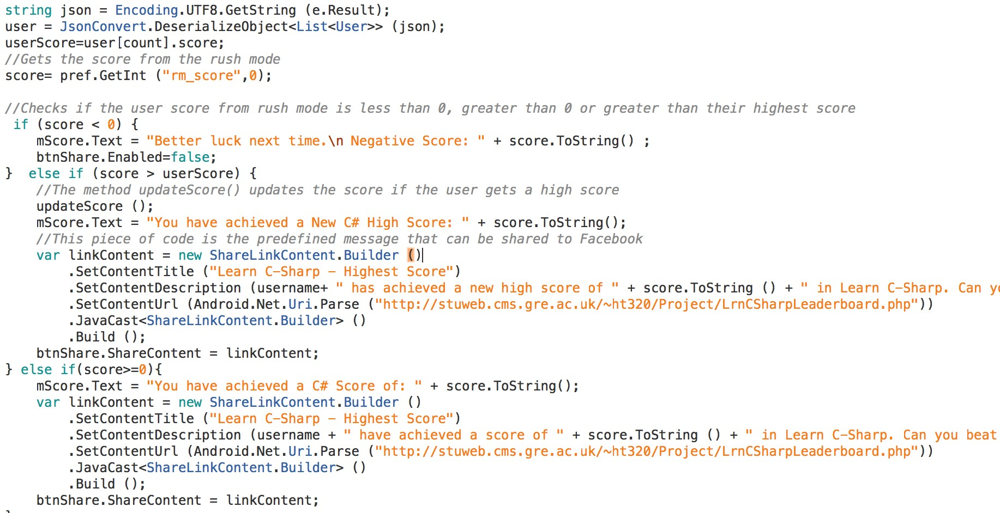 string json = Encoding.UTF8.GetString (e.Result);
user = JsonConvert.DeserializeObject<List<User>> (json);
userScore=user[count].score;
//Gets the score from the rush mode
score= pref.GetInt ("rm_score",0);
//Checks if the user score from rush mode is less than 0, greater than 0 or greater than their highest score
if (score < 0) {
mScore.Text = "Better luck next time.\n Negative Score: " + score.ToString() ;
btnShare.Enabled=false;
} else if (score > userScore) {
//The method updateScore() updates the score if the user gets a high score
updateScore ();
mScore.Text = "You have achieved a New C# High Score: " + score.ToString();
//This piece of code is the predefined message that can be shared to Facebook
var linkContent = new ShareLinkContent.Builder ()
.SetContentTitle ("Learn C-Sharp - Highest Score")
.SetContentDescription (username+ " has achieved a new high score of " + score.ToString () + " in Learn C-Sharp. Can
.SetContentUrl (Android.Net.Uri.Parse ("http://stuweb.cms.gre.ac.uk/~ht320/Project/LrnCSharpLeaderboard.php"))
.JavaCast<ShareLinkContent.Builder> ()
.Build ();
btnShare.ShareContent = linkContent;
} else if(score>=0){
mScore.Text = "You have achieved a C# Score of: " + score.ToString();
var linkContent = new ShareLinkContent.Builder ()
.SetContentTitle ("Learn C-Sharp - Highest Score")
.SetContentDescription (username + " have achieved a score of " + score.ToString () + " in Learn C-Sharp. Can you beat
.SetContentUrl (Android.Net.Uri.Parse ("http://stuweb.cms.gre.ac.uk/~ht320/Project/LrnCSharpLeaderboard.php"))
.JavaCast<ShareLinkContent.Builder> ()
.Build ();
btnShare.ShareContent = linkContent;